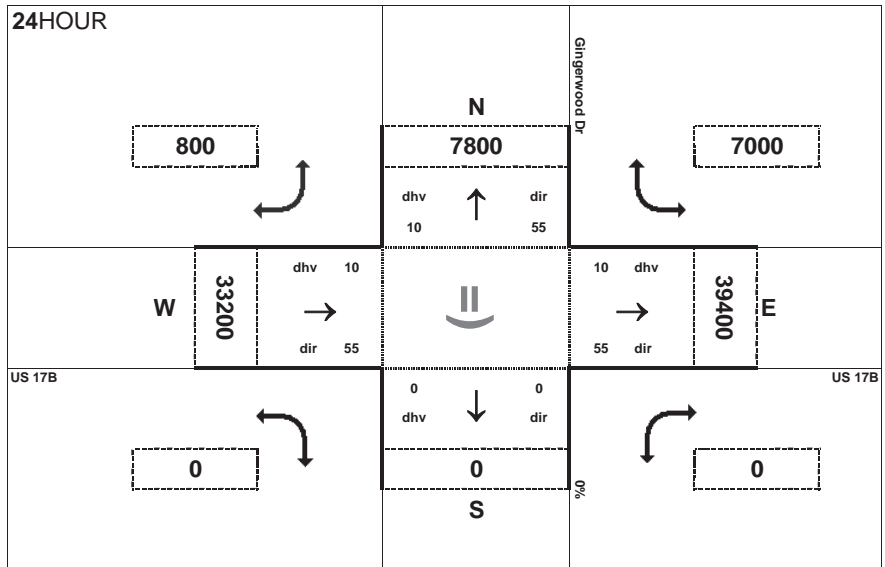 24HOUR
Gingerwood Dr
N
800
7800
7000
dhv
dir
10
55
dhv 10
10 dhv
W
33200
39400
E
dir 55
55 dir
US 17B
US 17B
0
0
dhv
dir
0
0
0
0%
S